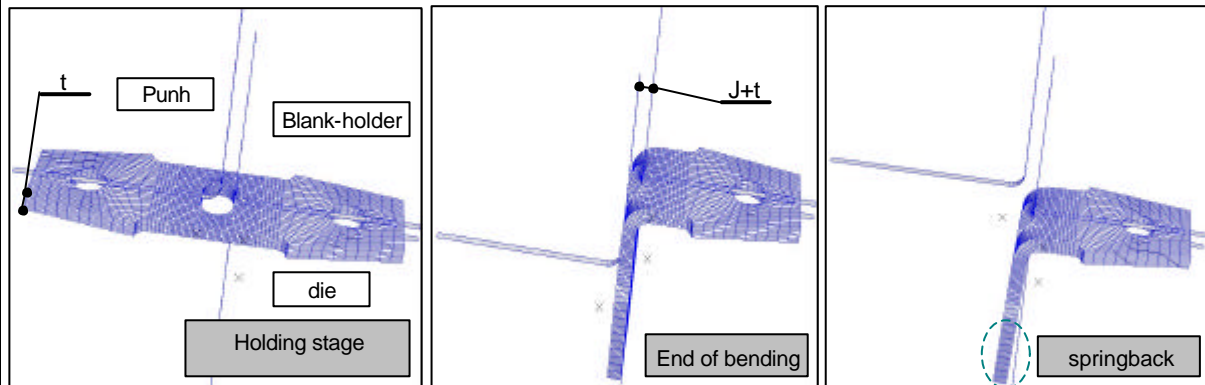 t
Punh
Blank-holder
die
Holding stage
J+t
End of bending
springback